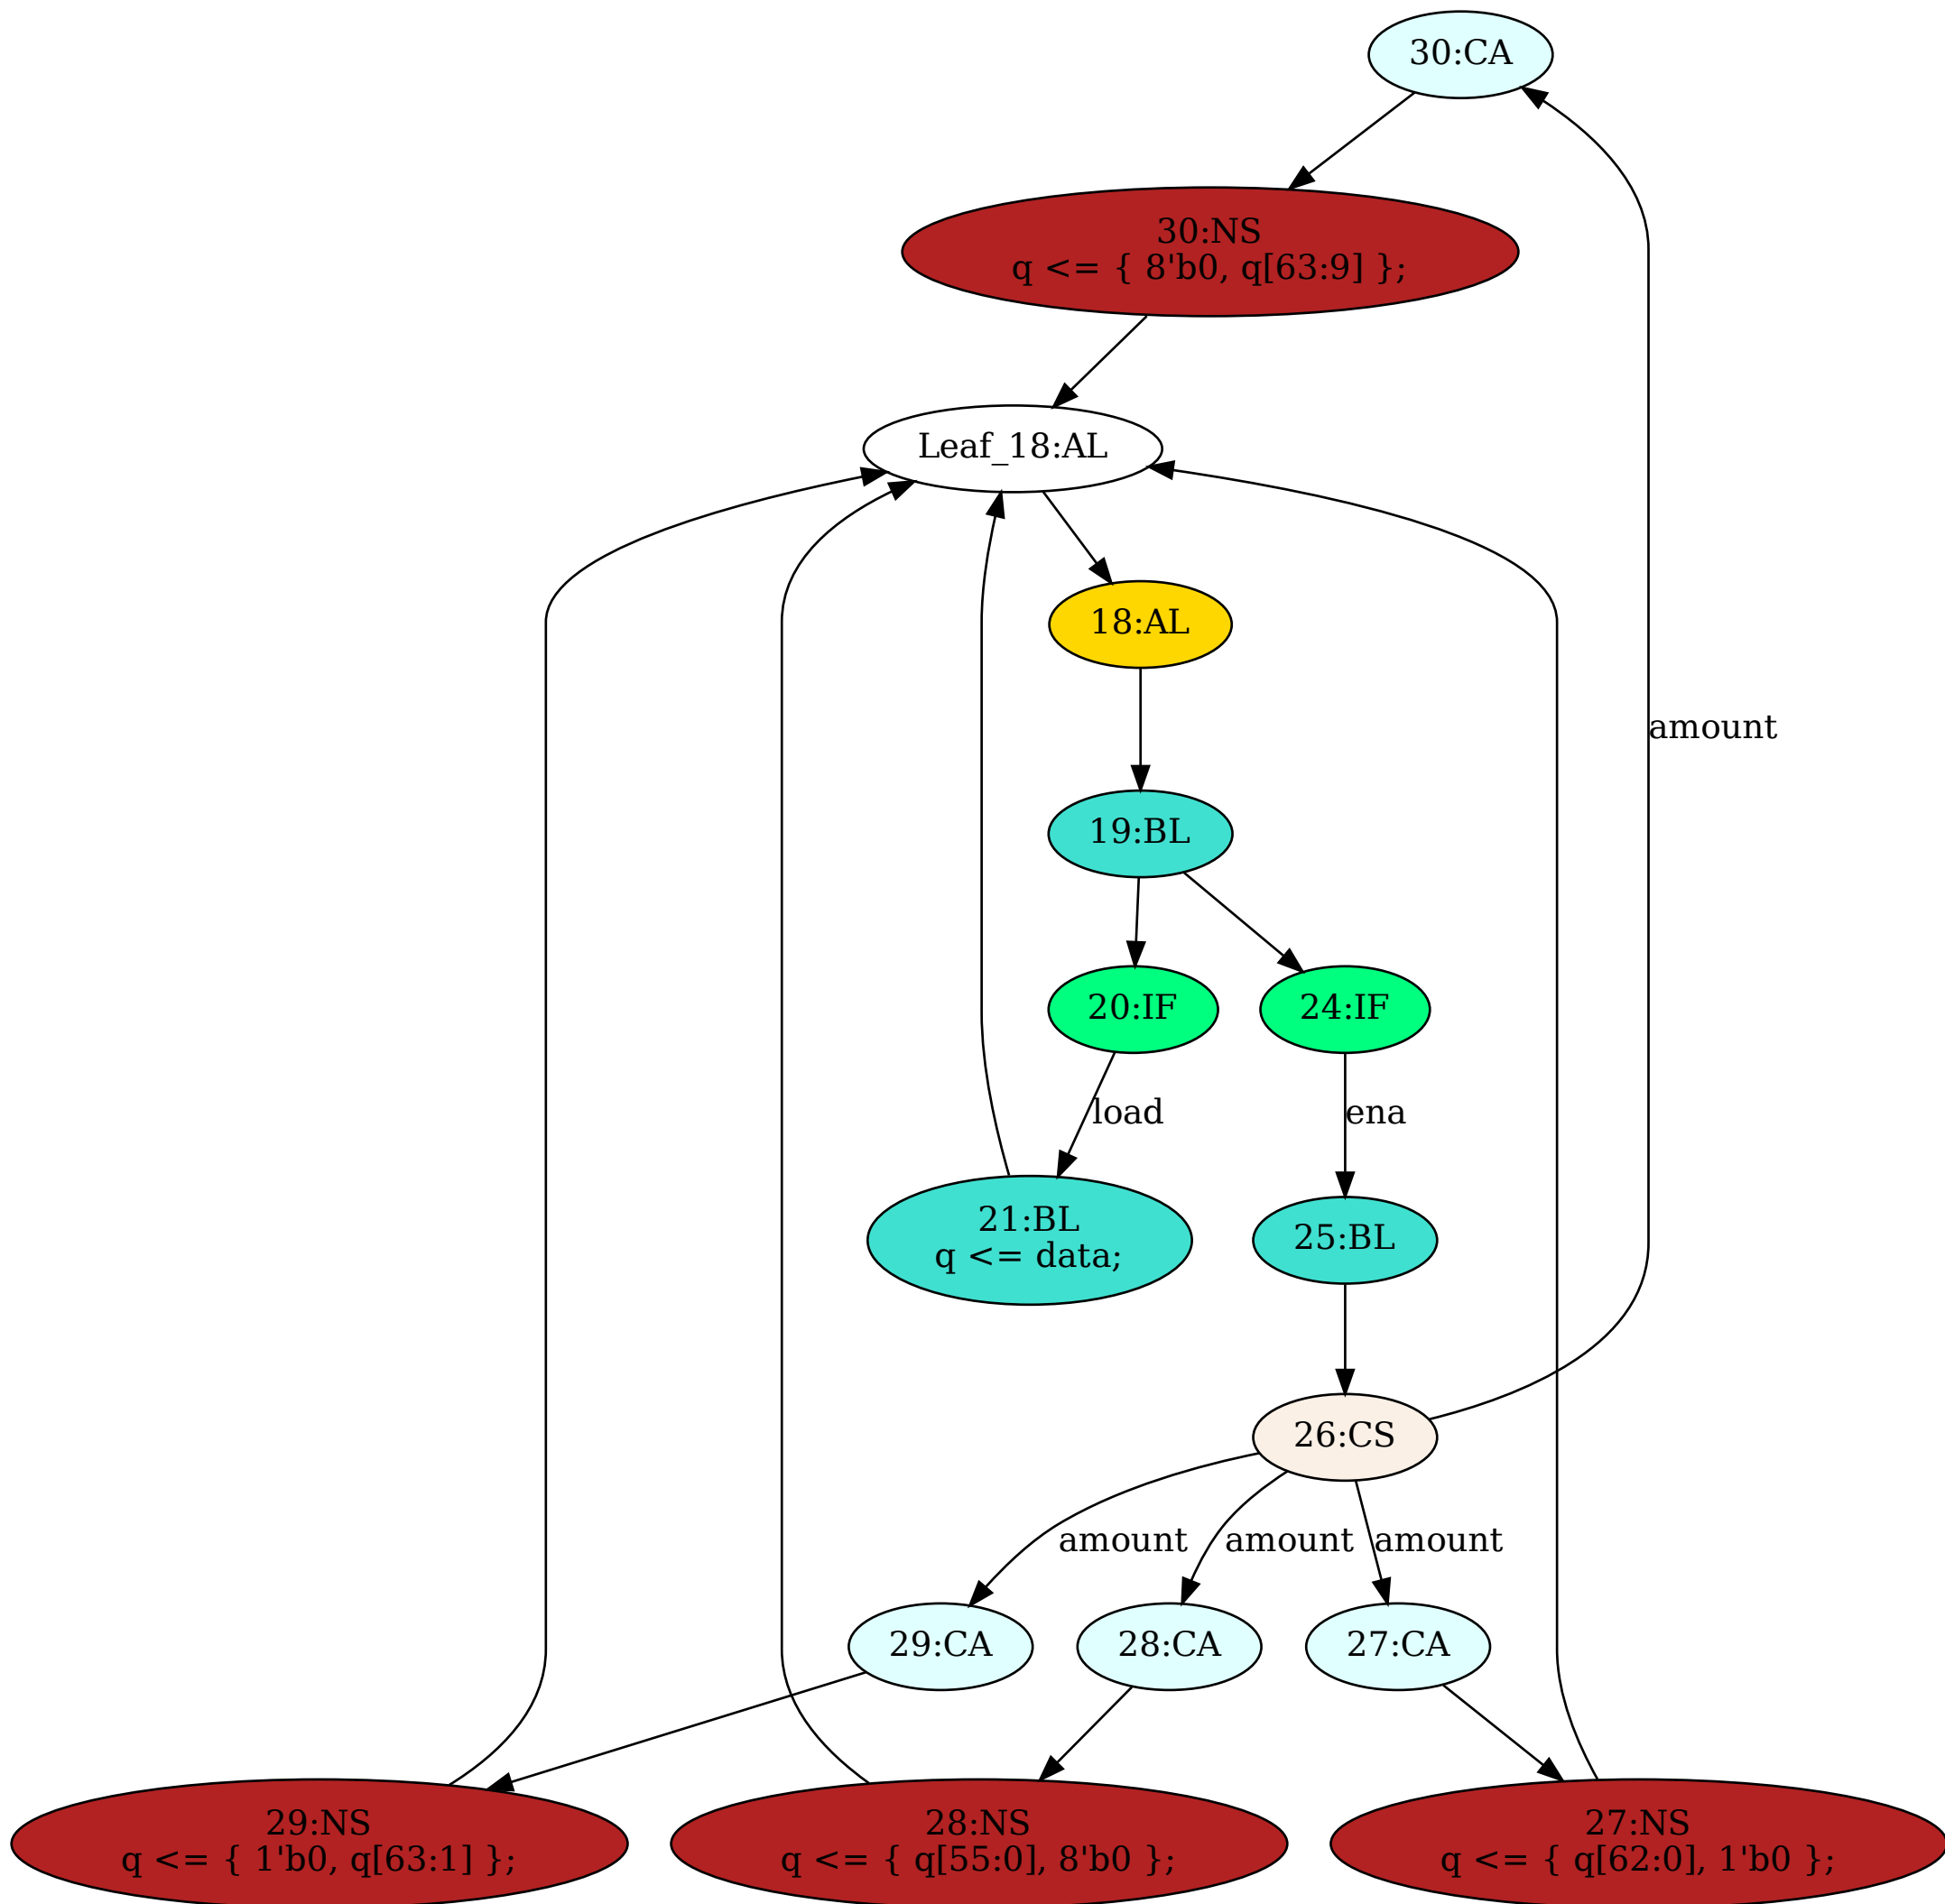 30:CA
30:NS
q <= { 8'b0, q[63:9] };
Leaf_18:AL
18:AL
amount
19:BL
20:IF
24:IF
load
ena
21:BL
q <= data;
25:BL
26:CS
amount
amount
amount
29:CA
28:CA
27:CA
29:NS
q <= { 1'b0, q[63:1] };
28:NS
q <= { q[55:0], 8'b0 };
27:NS
q <= { q[62:0], 1'b0 };